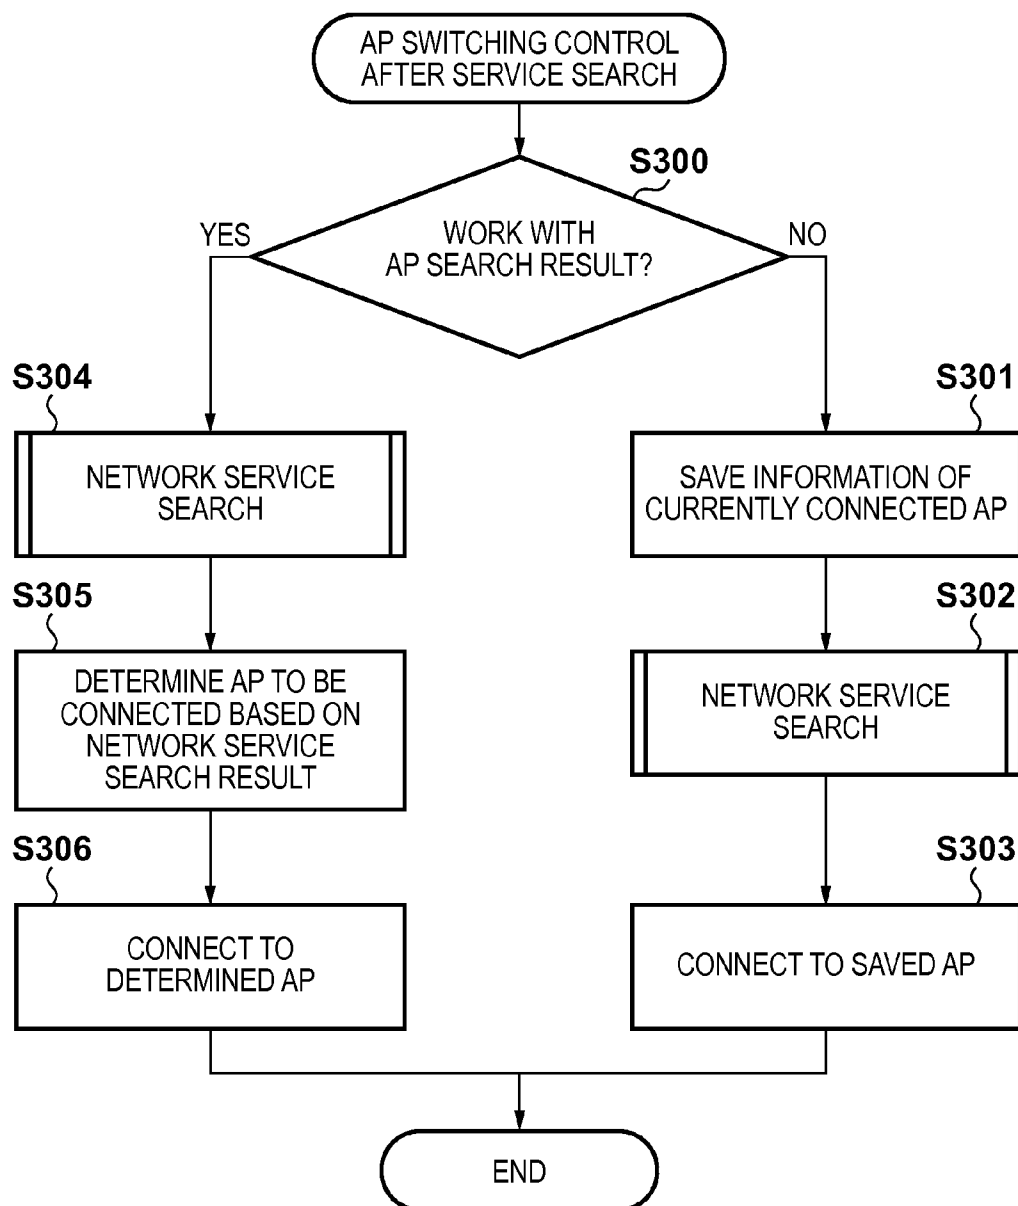 AP SWITCHING CONTROL
AFTER SERVICE SEARCH
S300
WORK WITH
AP SEARCH RESULT?
YES
NO
S304
NETWORK SERVICE
SEARCH
S305
DETERMINE AP TO BE
CONNECTED BASED ON
NETWORK SERVICE
SEARCH RESULT
S306
CONNECT TO
DETERMINED AP
S301
SAVE INFORMATION OF
CURRENTLY CONNECTED AP
S302
NETWORK SERVICE
SEARCH
S303
CONNECT TO SAVED AP
END